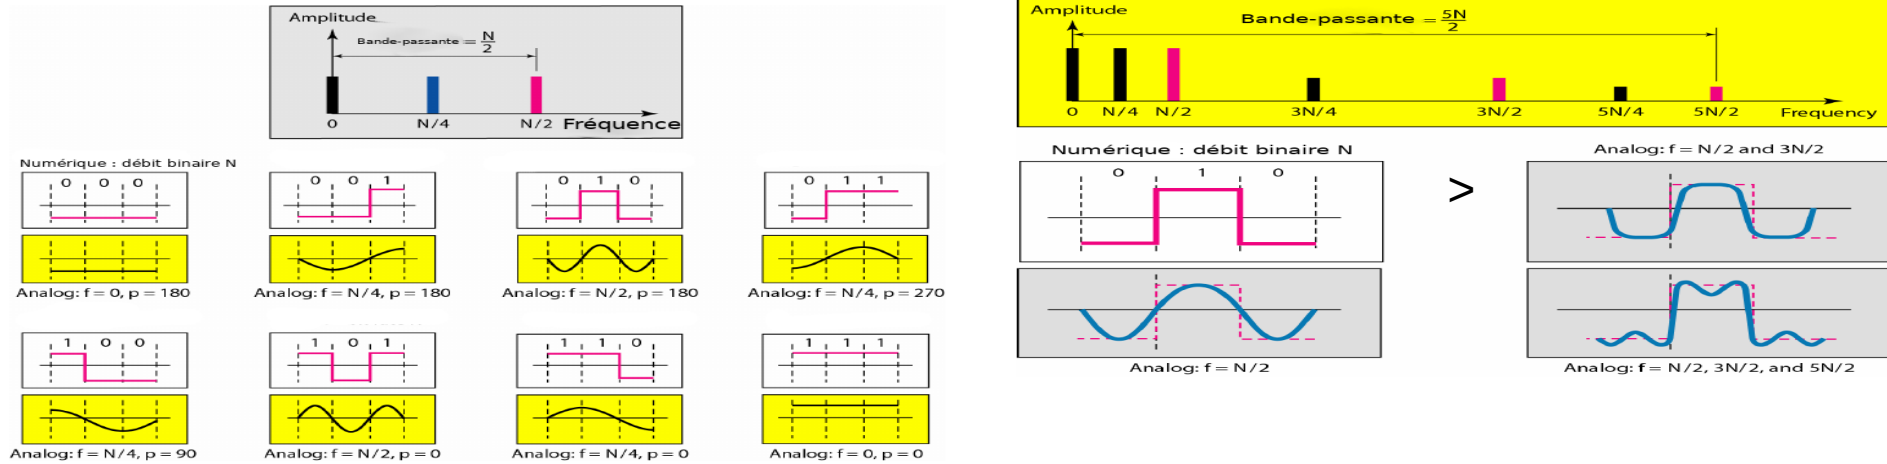 Amplitude
Bande-passante = N/2
0 N/4 N/2 Fréquence
Numérique : débit binaire N
0 0 0
0 0 1
0 1 0
0 1 1
Analog: f = 0, p = 180
Analog: f = N/4, p = 180
Analog: f = N/2, p = 180
Analog: f = N/4, p = 270
1 0 0
1 0 1
1 1 0
1 1 1
Analog: f = N/4, p = 90
Analog: f = N/2, p = 0
Analog: f = N/4, p = 0
Analog: f = 0, p = 0
Amplitude
Bande-passante = 5N/2
0 N/4 N/2 3N/4 3N/2 5N/4 5N/2 Frequency
Numérique : débit binaire N
0 1 0
>
Analog: f = N/2 and 3N/2
Analog: f = N/2
Analog: f = N/2, 3N/2, and 5N/2